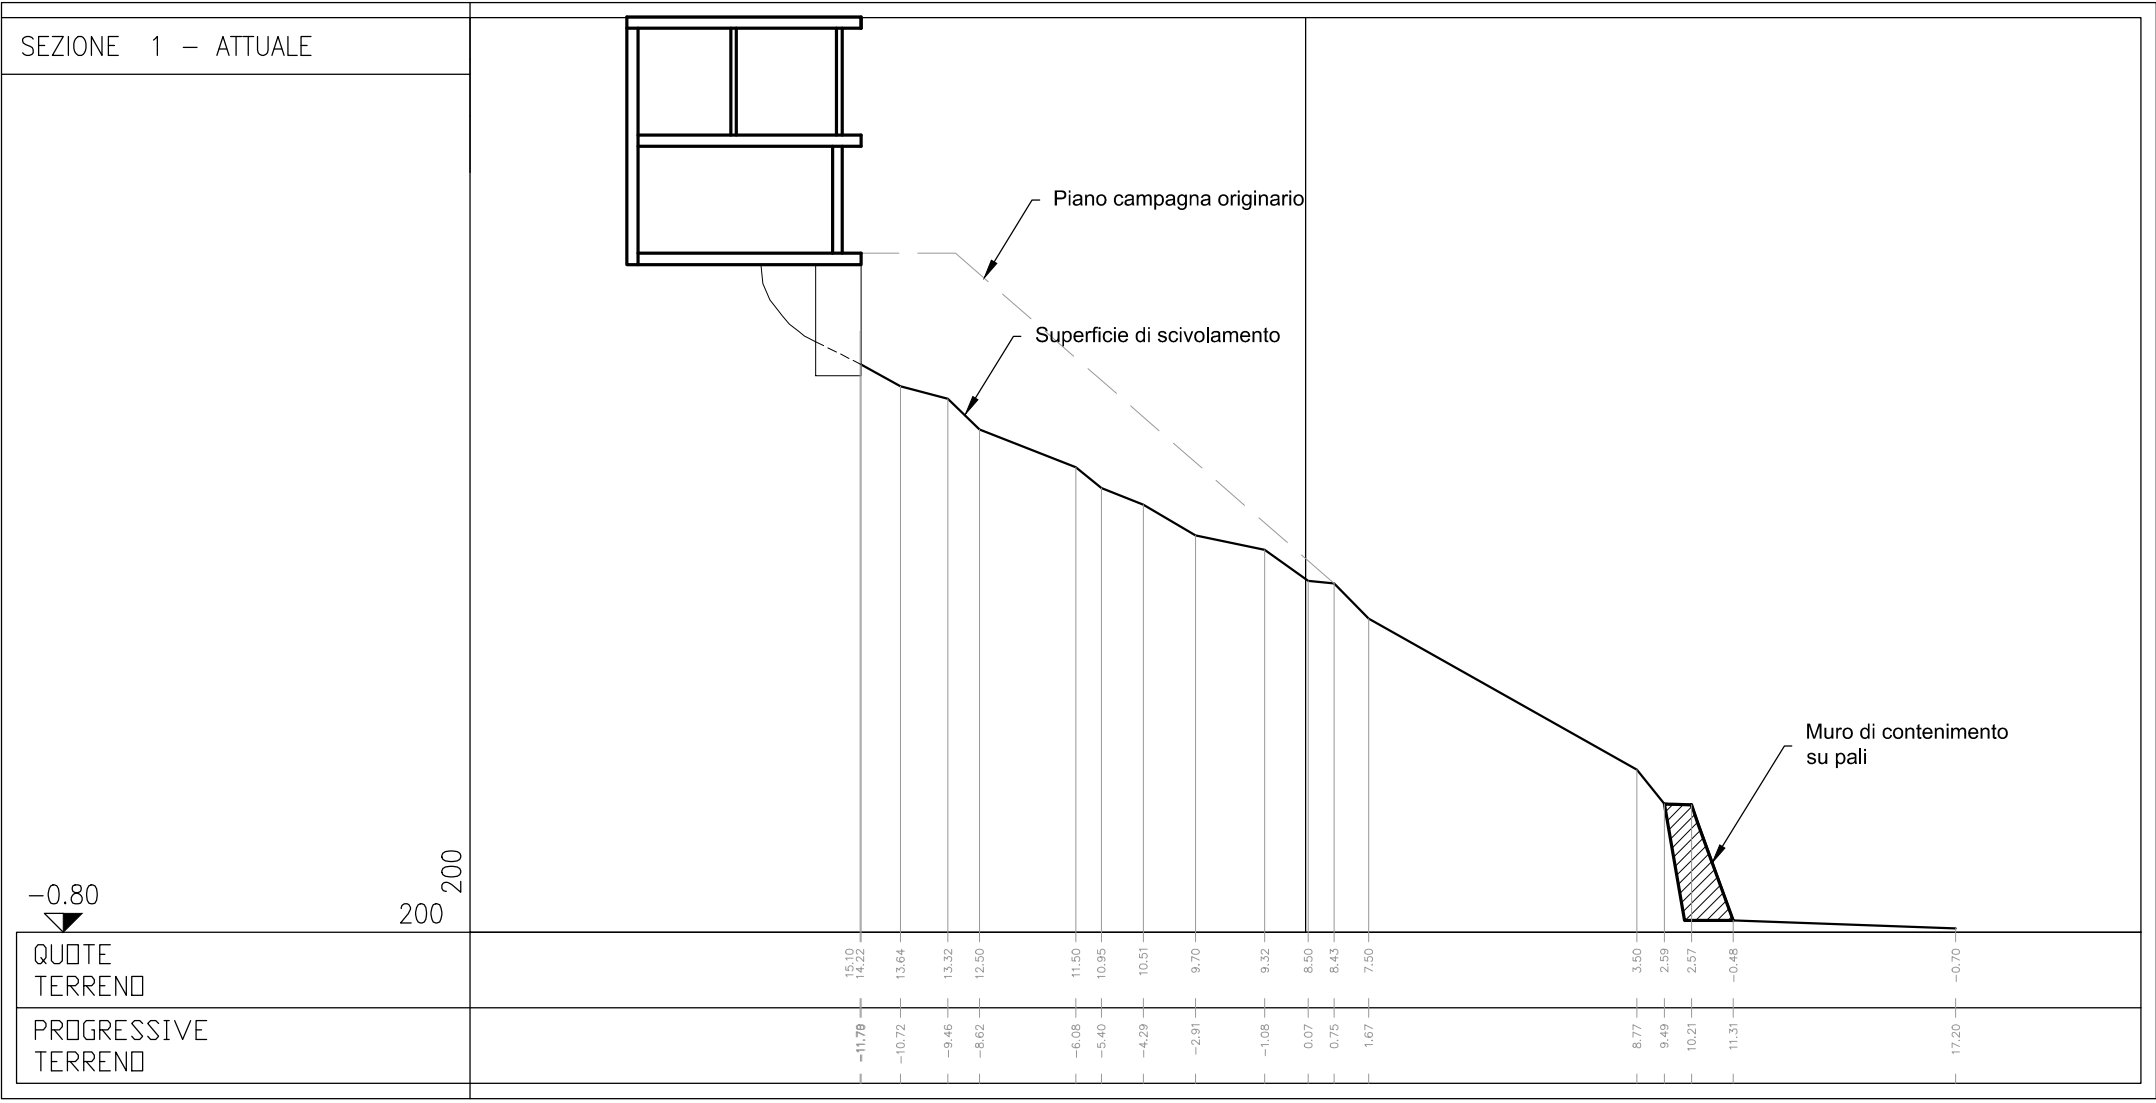 SEZIONE 1 - ATTUALE
Piano campagna originario
Superficie di scivolamento
Muro di contenimento
su pali
200
-0.80
200
QUOTE
TERRENO
15.10 14.22 13.64 13.32 12.50 11.50 10.95 10.51 9.70 9.32 8.50 8.43 7.50 3.50 2.59 2.57 -0.48 -0.70
PROGRESSIVE
TERRENO
-10.72 -9.46 -8.62 -6.08 -5.40 -4.29 -2.91 -1.08 0.07 0.75 1.67 8.77 9.49 10.21 11.31 17.20